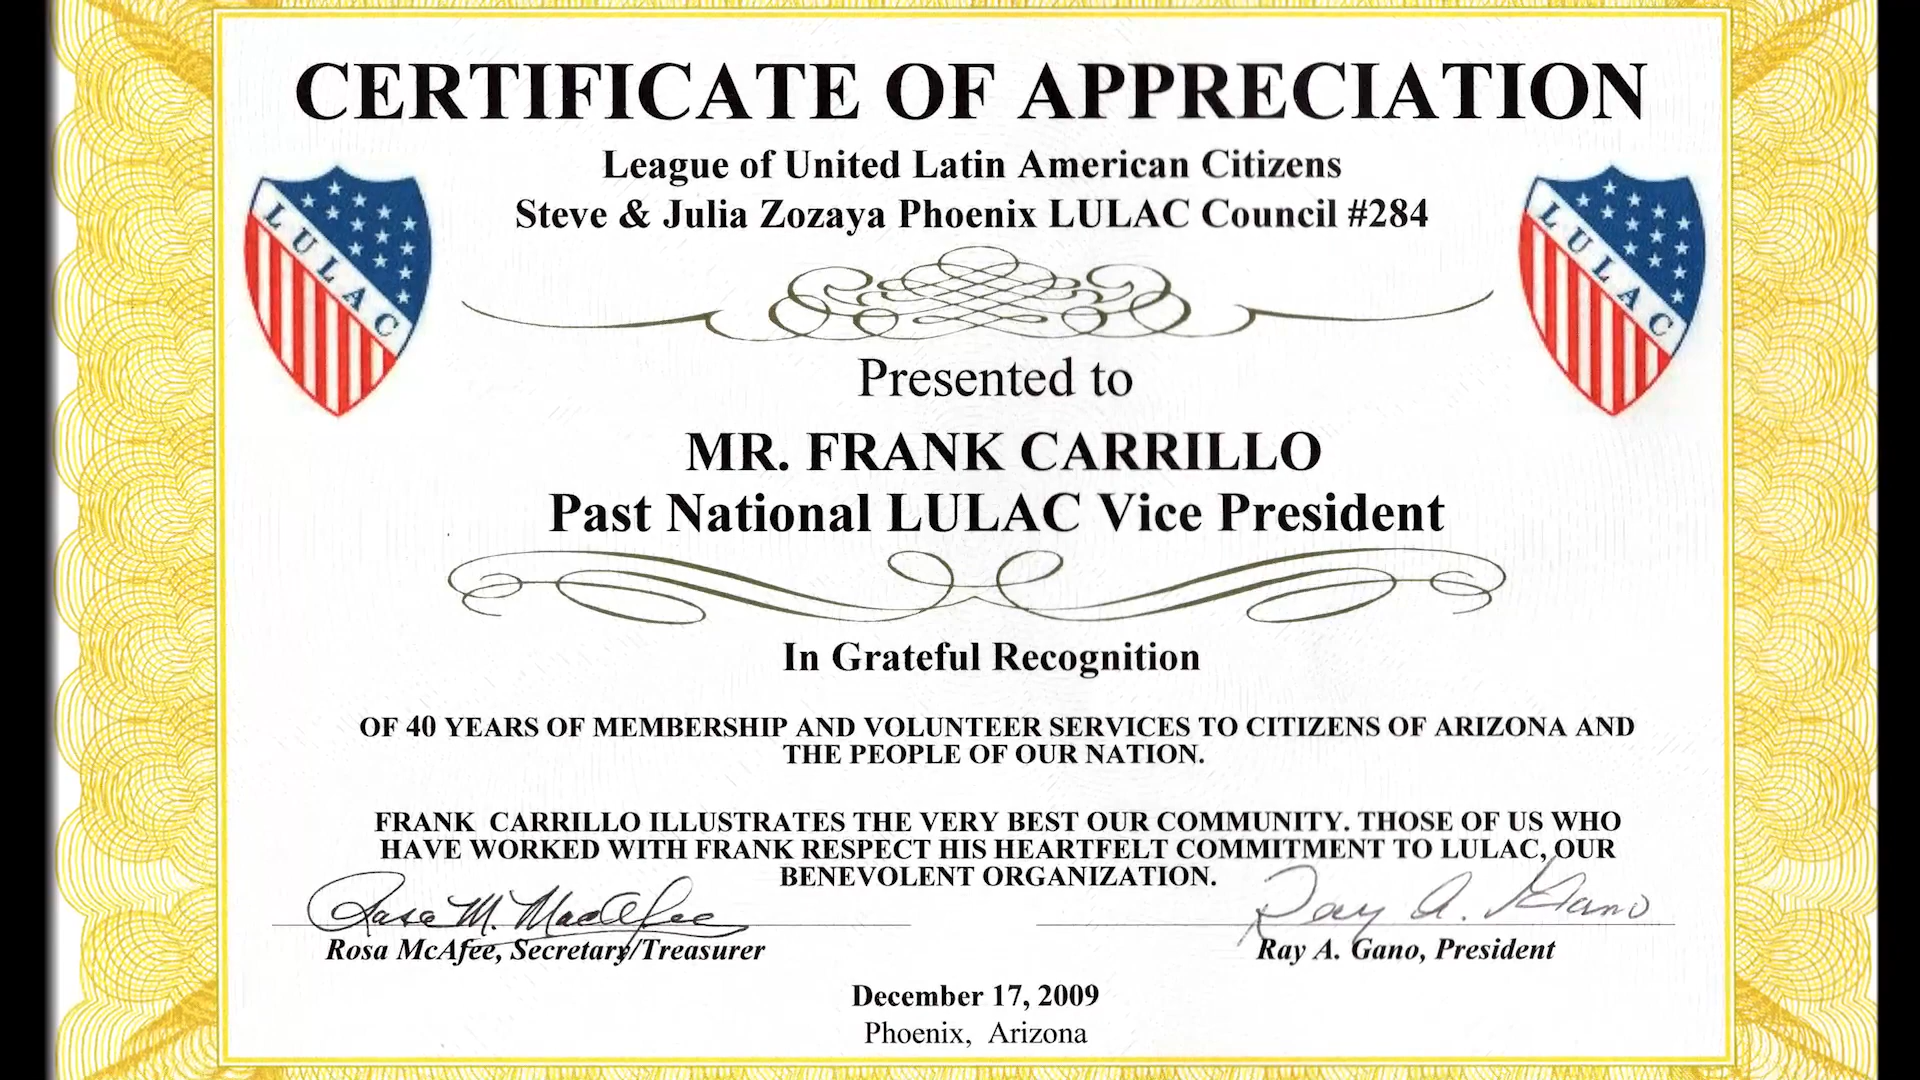 CERTIFICATE OF APPRECIATION
League of United Latin American Citizens
Steve & Julia Zozaya Phoenix LULAC Council #284
LULAC
LULAC
Presented to
MR. FRANK CARRILLO
Past National LULAC Vice President
In Grateful Recognition
OF 40 YEARS OF MEMBERSHIP AND VOLUNTEER SERVICES TO CITIZENS OF ARIZONA AND
THE PEOPLE OF OUR NATION.
FRANK CARRILLO ILLUSTRATES THE VERY BEST OUR COMMUNITY. THOSE OF US WHO
HAVE WORKED WITH FRANK RESPECT HIS HEARTFELT COMMITMENT TO LULAC, OUR
BENEVOLENT ORGANIZATION.
Rosa M. MacAfee
Ray A. Gano
Rosa McAfee, Secretary/Treasurer
Ray A. Gano, President
December 17, 2009
Phoenix, Arizona